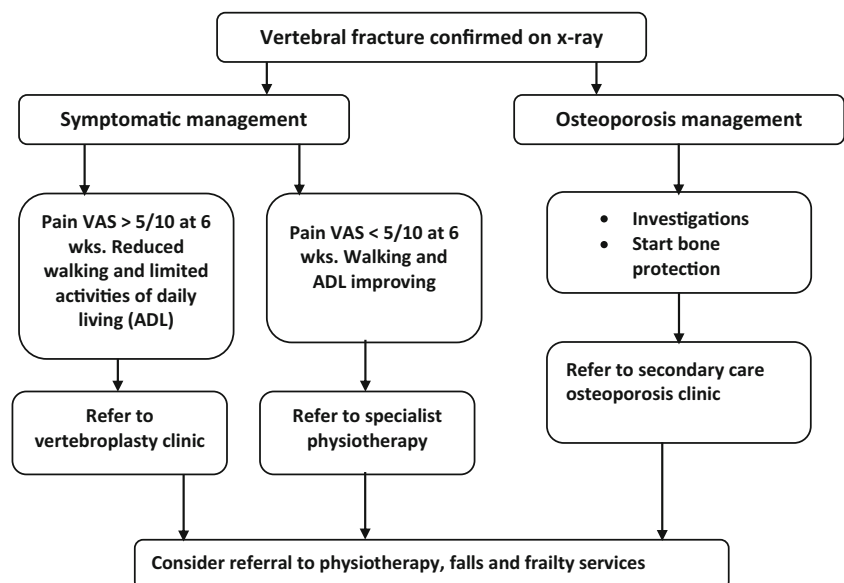 Vertebral fracture confirmed on x-ray
Symptomatic management
Osteoporosis management
Pain VAS > 5/10 at 6
wks. Reduced
walking and limited
activities of daily
living (ADL)
Pain VAS < 5/10 at 6
wks. Walking and
ADL improving
• Investigations
• Start bone
protection
Refer to
vertebroplasty clinic
Refer to specialist
physiotherapy
Refer to secondary care
osteoporosis clinic
Consider referral to physiotherapy, falls and frailty services